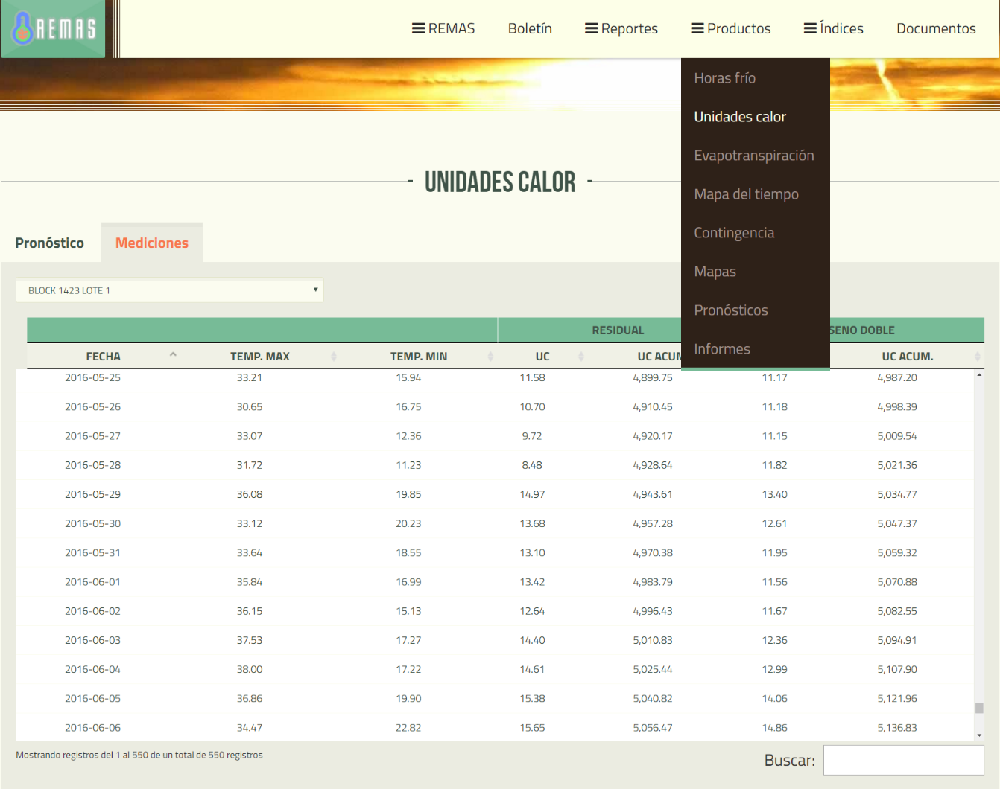 REMAS REMAS Boletín Reportes Productos Índices Documentos
Horas frío
Unidades calor
Evapotranspiración
Mapa del tiempo
Contingencia
Mapas
Pronósticos
Informes
- UNIDADES CALOR -
Pronóstico Mediciones
BLOCK 1423 LOTE 1
RESIDUAL SENO DOBLE
FECHA TEMP. MAX TEMP. MIN UC UC ACUM UC ACUM.
2016-05-25 33.21 15.94 11.58 4,899.75 11.17 4,987.20
2016-05-26 30.65 16.75 10.70 4,910.45 11.18 4,998.39
2016-05-27 33.07 12.36 9.72 4,920.17 11.15 5,009.54
2016-05-28 31.72 11.23 8.48 4,928.64 11.82 5,021.36
2016-05-29 36.08 19.85 14.97 4,943.61 13.40 5,034.77
2016-05-30 33.12 20.23 13.68 4,957.28 12.61 5,047.37
2016-05-31 33.64 18.55 13.10 4,970.38 11.95 5,059.32
2016-06-01 35.84 16.99 13.42 4,983.79 11.56 5,070.88
2016-06-02 36.15 15.13 12.64 4,996.43 11.67 5,082.55
2016-06-03 37.53 17.27 14.40 5,010.83 12.36 5,094.91
2016-06-04 38.00 17.22 14.61 5,025.44 12.99 5,107.90
2016-06-05 36.86 19.90 15.38 5,040.82 14.06 5,121.96
2016-06-06 34.47 22.82 15.65 5,056.47 14.86 5,136.83
Mostrando registros del 1 al 550 de un total de 550 registros
Buscar: